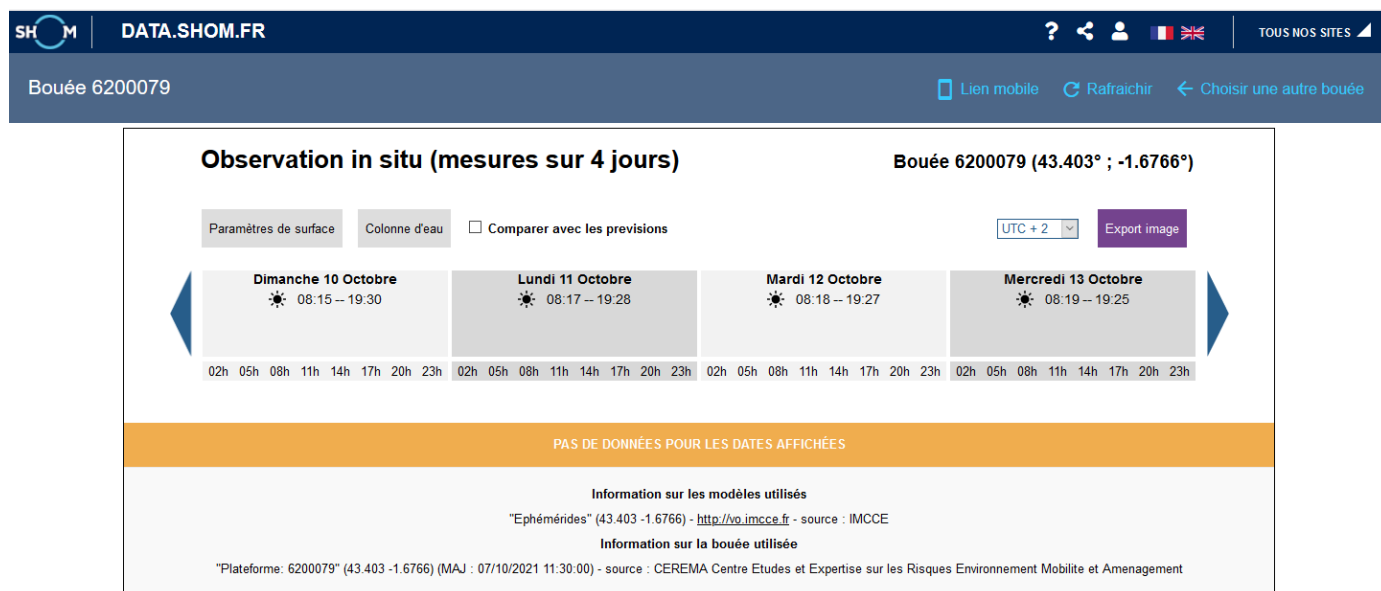 SHOM DATA.SHOM.FR ? TOUS NOS SITES
Bouée 6200079 Lien mobile Rafraichir Choisir une autre bouée
Observation in situ (mesures sur 4 jours) Bouée 6200079 (43.403° ; -1.6766°)
Paramètres de surface Colonne d'eau Comparer avec les previsions UTC + 2 Export image
Dimanche 10 Octobre Lundi 11 Octobre Mardi 12 Octobre Mercredi 13 Octobre
08:15 -- 19:30 08:17 -- 19:28 08:18 -- 19:27 08:19 -- 19:25
02h 05h 08h 11h 14h 17h 20h 23h 02h 05h 08h 11h 14h 17h 20h 23h 02h 05h 08h 11h 14h 17h 20h 23h 02h 05h 08h 11h 14h 17h 20h 23h
PAS DE DONNÉES POUR LES DATES AFFICHÉES
Information sur les modèles utilisés
"Ephémérides" (43.403 -1.6766) - http://vo.imcce.fr - source : IMCCE
Information sur la bouée utilisée
"Plateforme: 6200079" (43.403 -1.6766) (MAJ : 07/10/2021 11:30:00) - source : CEREMA Centre Etudes et Expertise sur les Risques Environnement Mobilite et Amenagement